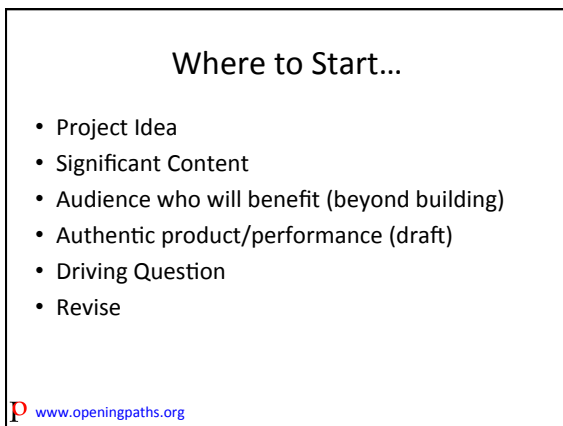 Where to Start…
• Project Idea
• Significant Content
• Audience who will benefit (beyond building)
• Authentic product/performance (draft)
• Driving Question
• Revise
p www.openingpaths.org